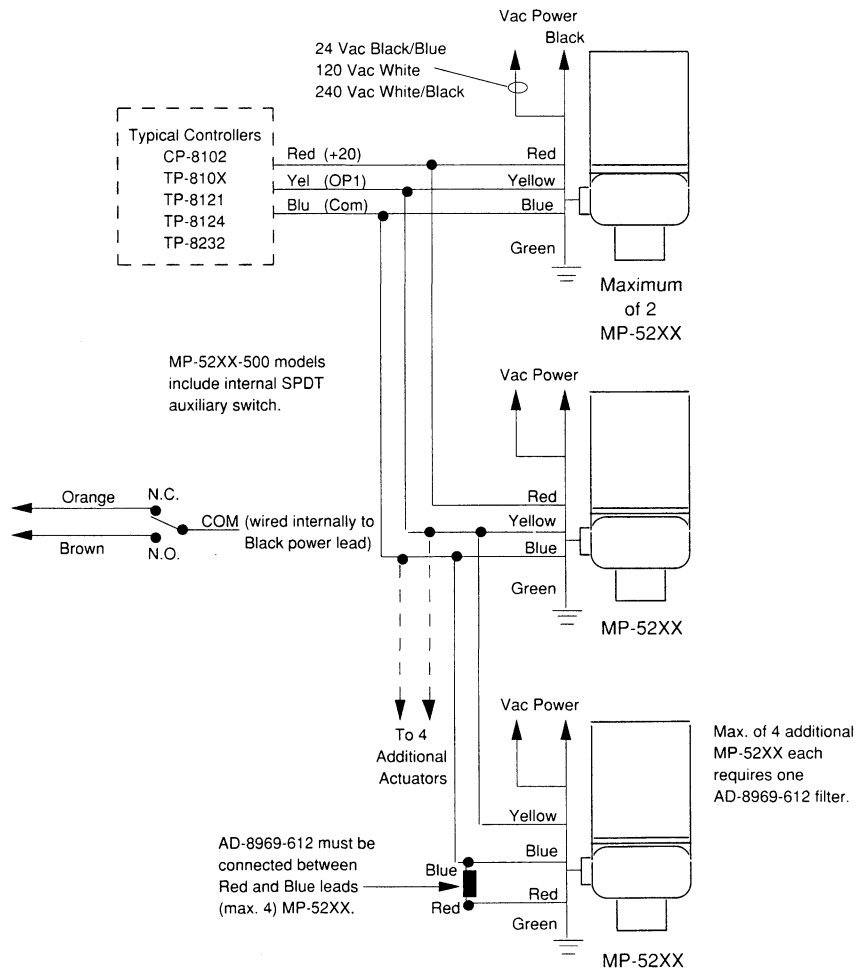 Vac Power
Black
24 Vac Black/Blue
120 Vac White
240 Vac White/Black
Typical Controllers
CP-8102
TP-810X
TP-8121
TP-8124
TP-8232
Red (+20)
Yel (OP1)
Blu (Com)
Red
Yellow
Blue
Green
Maximum
of 2
MP-52XX
MP-52XX-500 models
include internal SPDT
auxiliary switch.
Vac Power
Orange
N.C.
COM (wired internally to
Black power lead)
Brown
N.O.
Red
Yellow
Blue
Green
MP-52XX
To 4
Additional
Actuators
Vac Power
Max. of 4 additional
MP-52XX each
requires one
AD-8969-612 filter.
Yellow
Blue
Red
Green
AD-8969-612 must be
connected between
Red and Blue leads
(max. 4) MP-52XX.
Blue
Red
MP-52XX